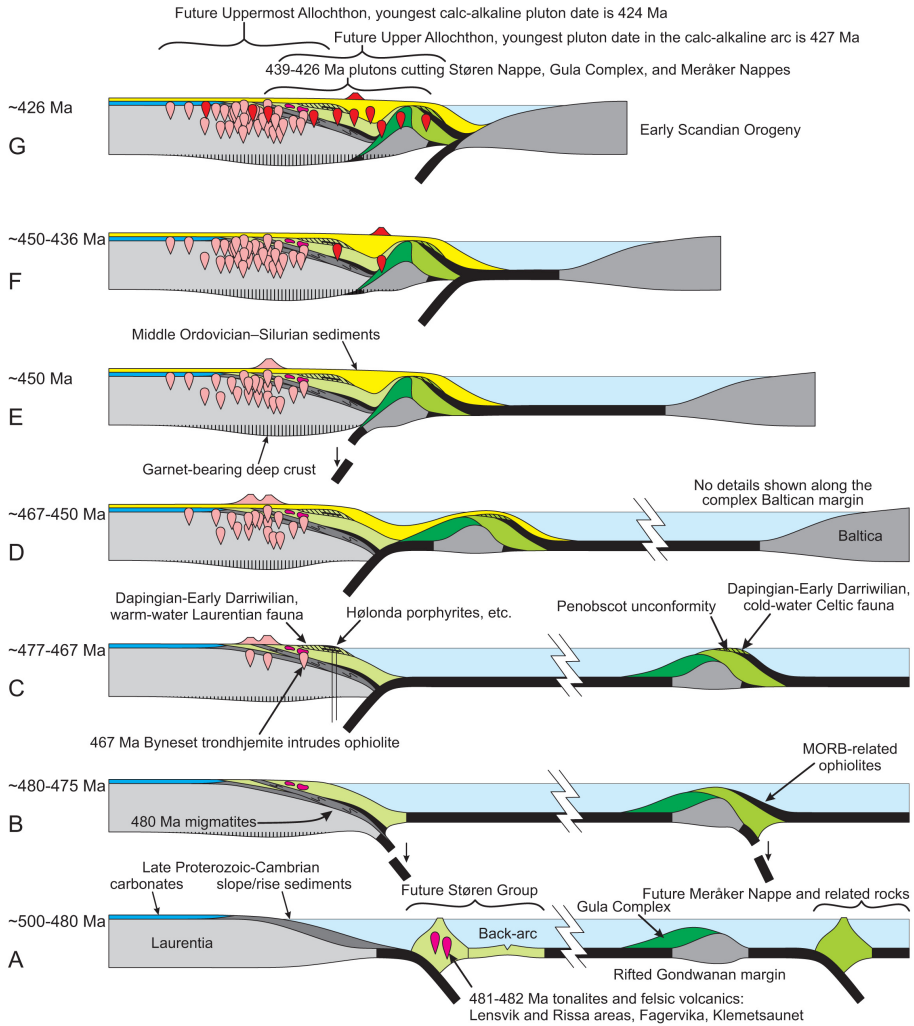 Future Uppermost Allochthon, youngest calc-alkaline pluton date is 424 Ma
Future Upper Allochthon, youngest pluton date in the calc-alkaline arc is 427 Ma
439-426 Ma plutons cutting Støren Nappe, Gula Complex, and Meråker Nappes
~426 Ma
G
Early Scandian Orogeny
~450-436 Ma
F
Middle Ordovician–Silurian sediments
~450 Ma
E
Garnet-bearing deep crust
No details shown along the
complex Baltican margin
~467-450 Ma
D
Baltica
Dapingian-Early Darriwilian,
warm-water Laurentian fauna
Hølonda porphyrites, etc.
Penobscot unconformity
Dapingian-Early Darriwilian,
cold-water Celtic fauna
~477-467 Ma
C
467 Ma Byneset trondhjemite intrudes ophiolite
MORB-related
ophiolites
~480-475 Ma
B
480 Ma migmatites
Late Proterozoic-Cambrian
carbonates
slope/rise sediments
Future Støren Group
Gula Complex
Future Meråker Nappe and related rocks
~500-480 Ma
A
Laurentia
Back-arc
Rifted Gondwanan margin
481-482 Ma tonalites and felsic volcanics:
Lensvik and Rissa areas, Fagervika, Klemetsaunet